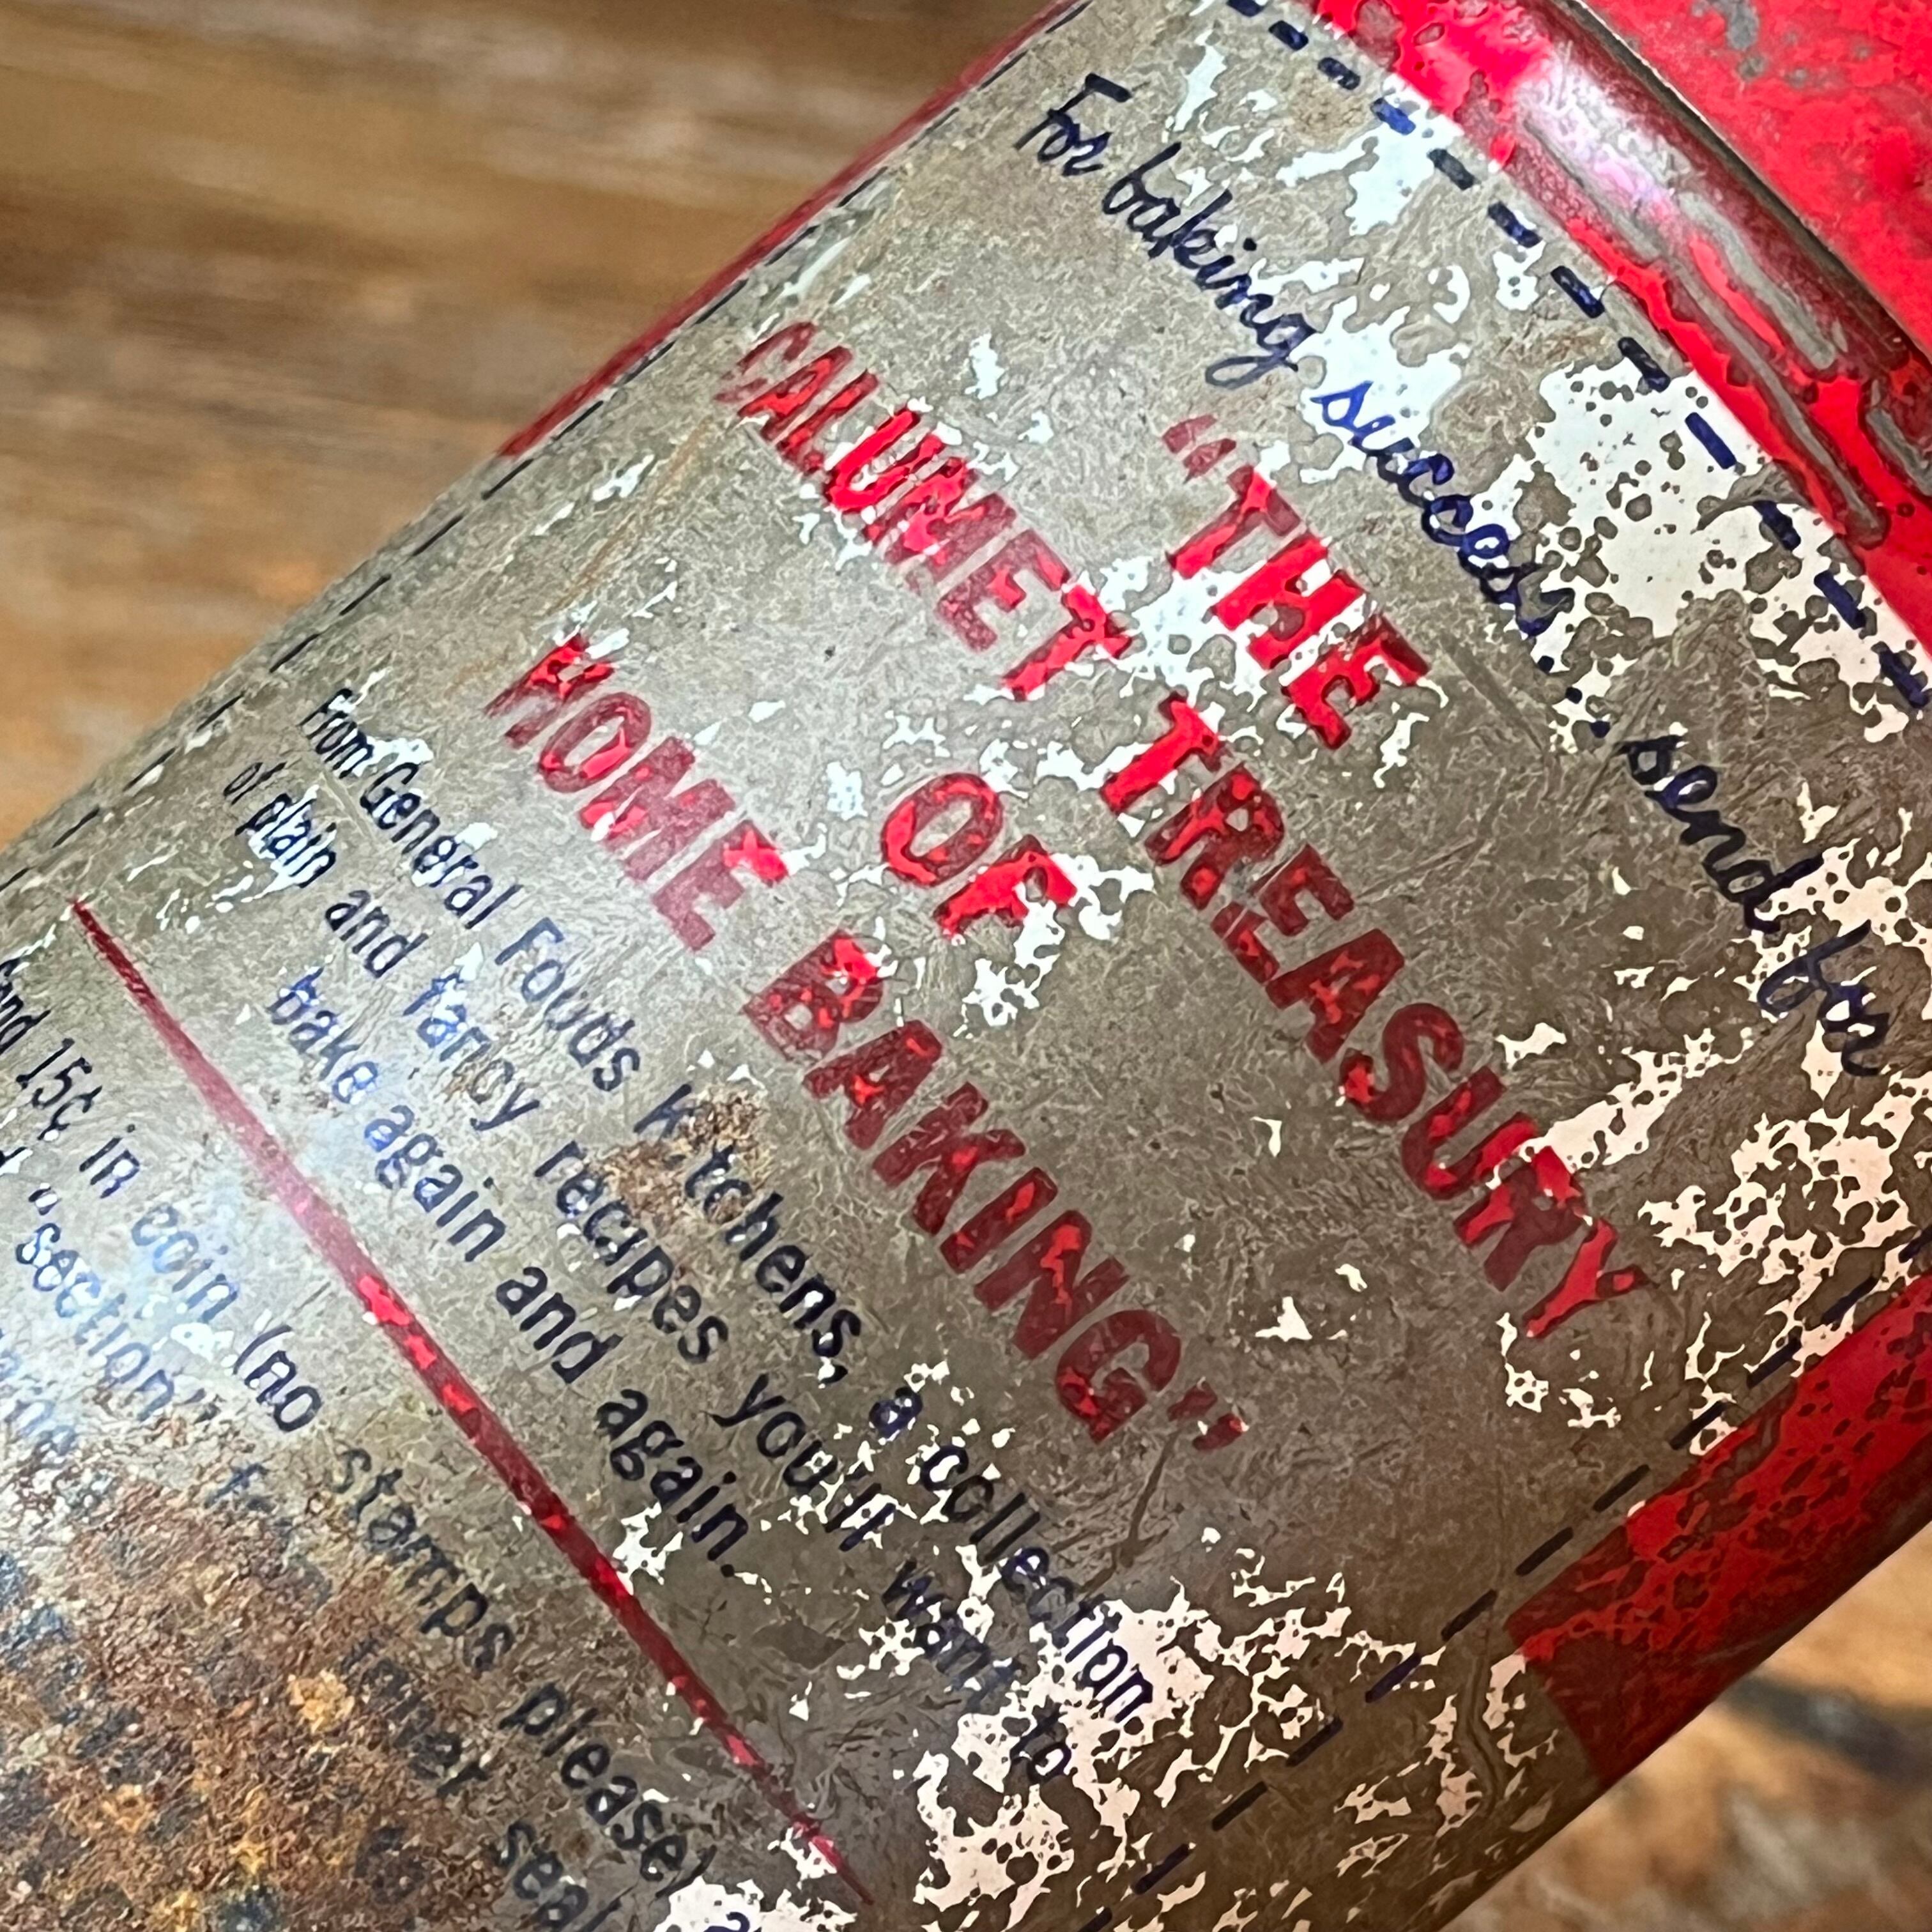 For baking success, send for
"THE
CALUMET TREASURY
OF
HOME BAKING"
From General Foods Kitchens, a collection
of plain and fancy recipes you'll want to
bake again and again.
15¢ in coin (no stamps please)
"section" seal